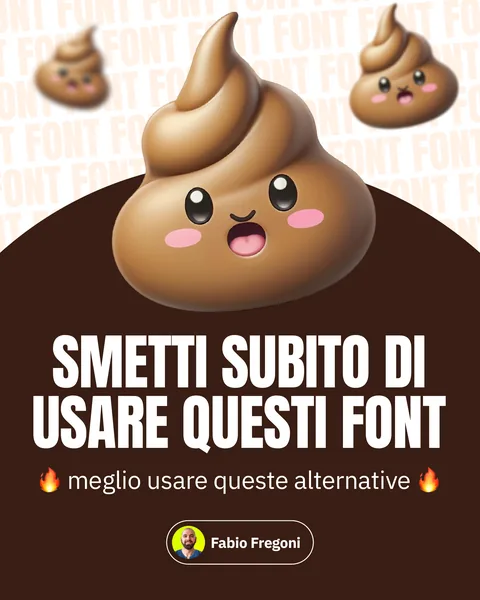 SMETTI SUBITO DI
USARE QUESTI FONT
🔥 meglio usare queste alternative 🔥
Fabio Fregoni